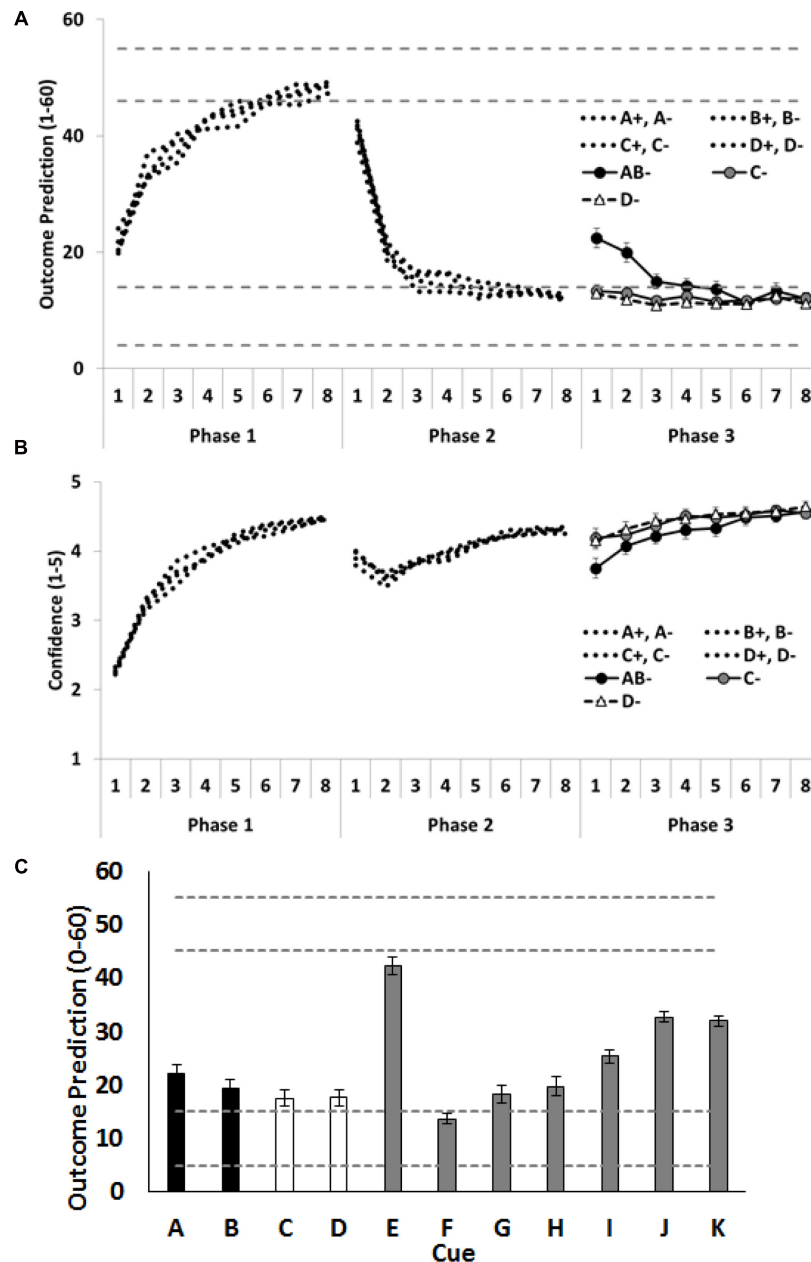 A
Outcome Prediction (1-60)
60
40
20
0
A+, A- B+, B-
C+, C- D+, D-
AB- C-
D-
1 2 3 4 5 6 7 8 1 2 3 4 5 6 7 8 1 2 3 4 5 6 7 8
Phase 1 Phase 2 Phase 3
B
Confidence (1-5)
5
4
3
2
1
A+, A- B+, B-
C+, C- D+, D-
AB- C-
D-
1 2 3 4 5 6 7 8 1 2 3 4 5 6 7 8 1 2 3 4 5 6 7 8
Phase 1 Phase 2 Phase 3
C
Outcome Prediction (0-60)
60
50
40
30
20
10
0
A B C D E F G H I J K
Cue